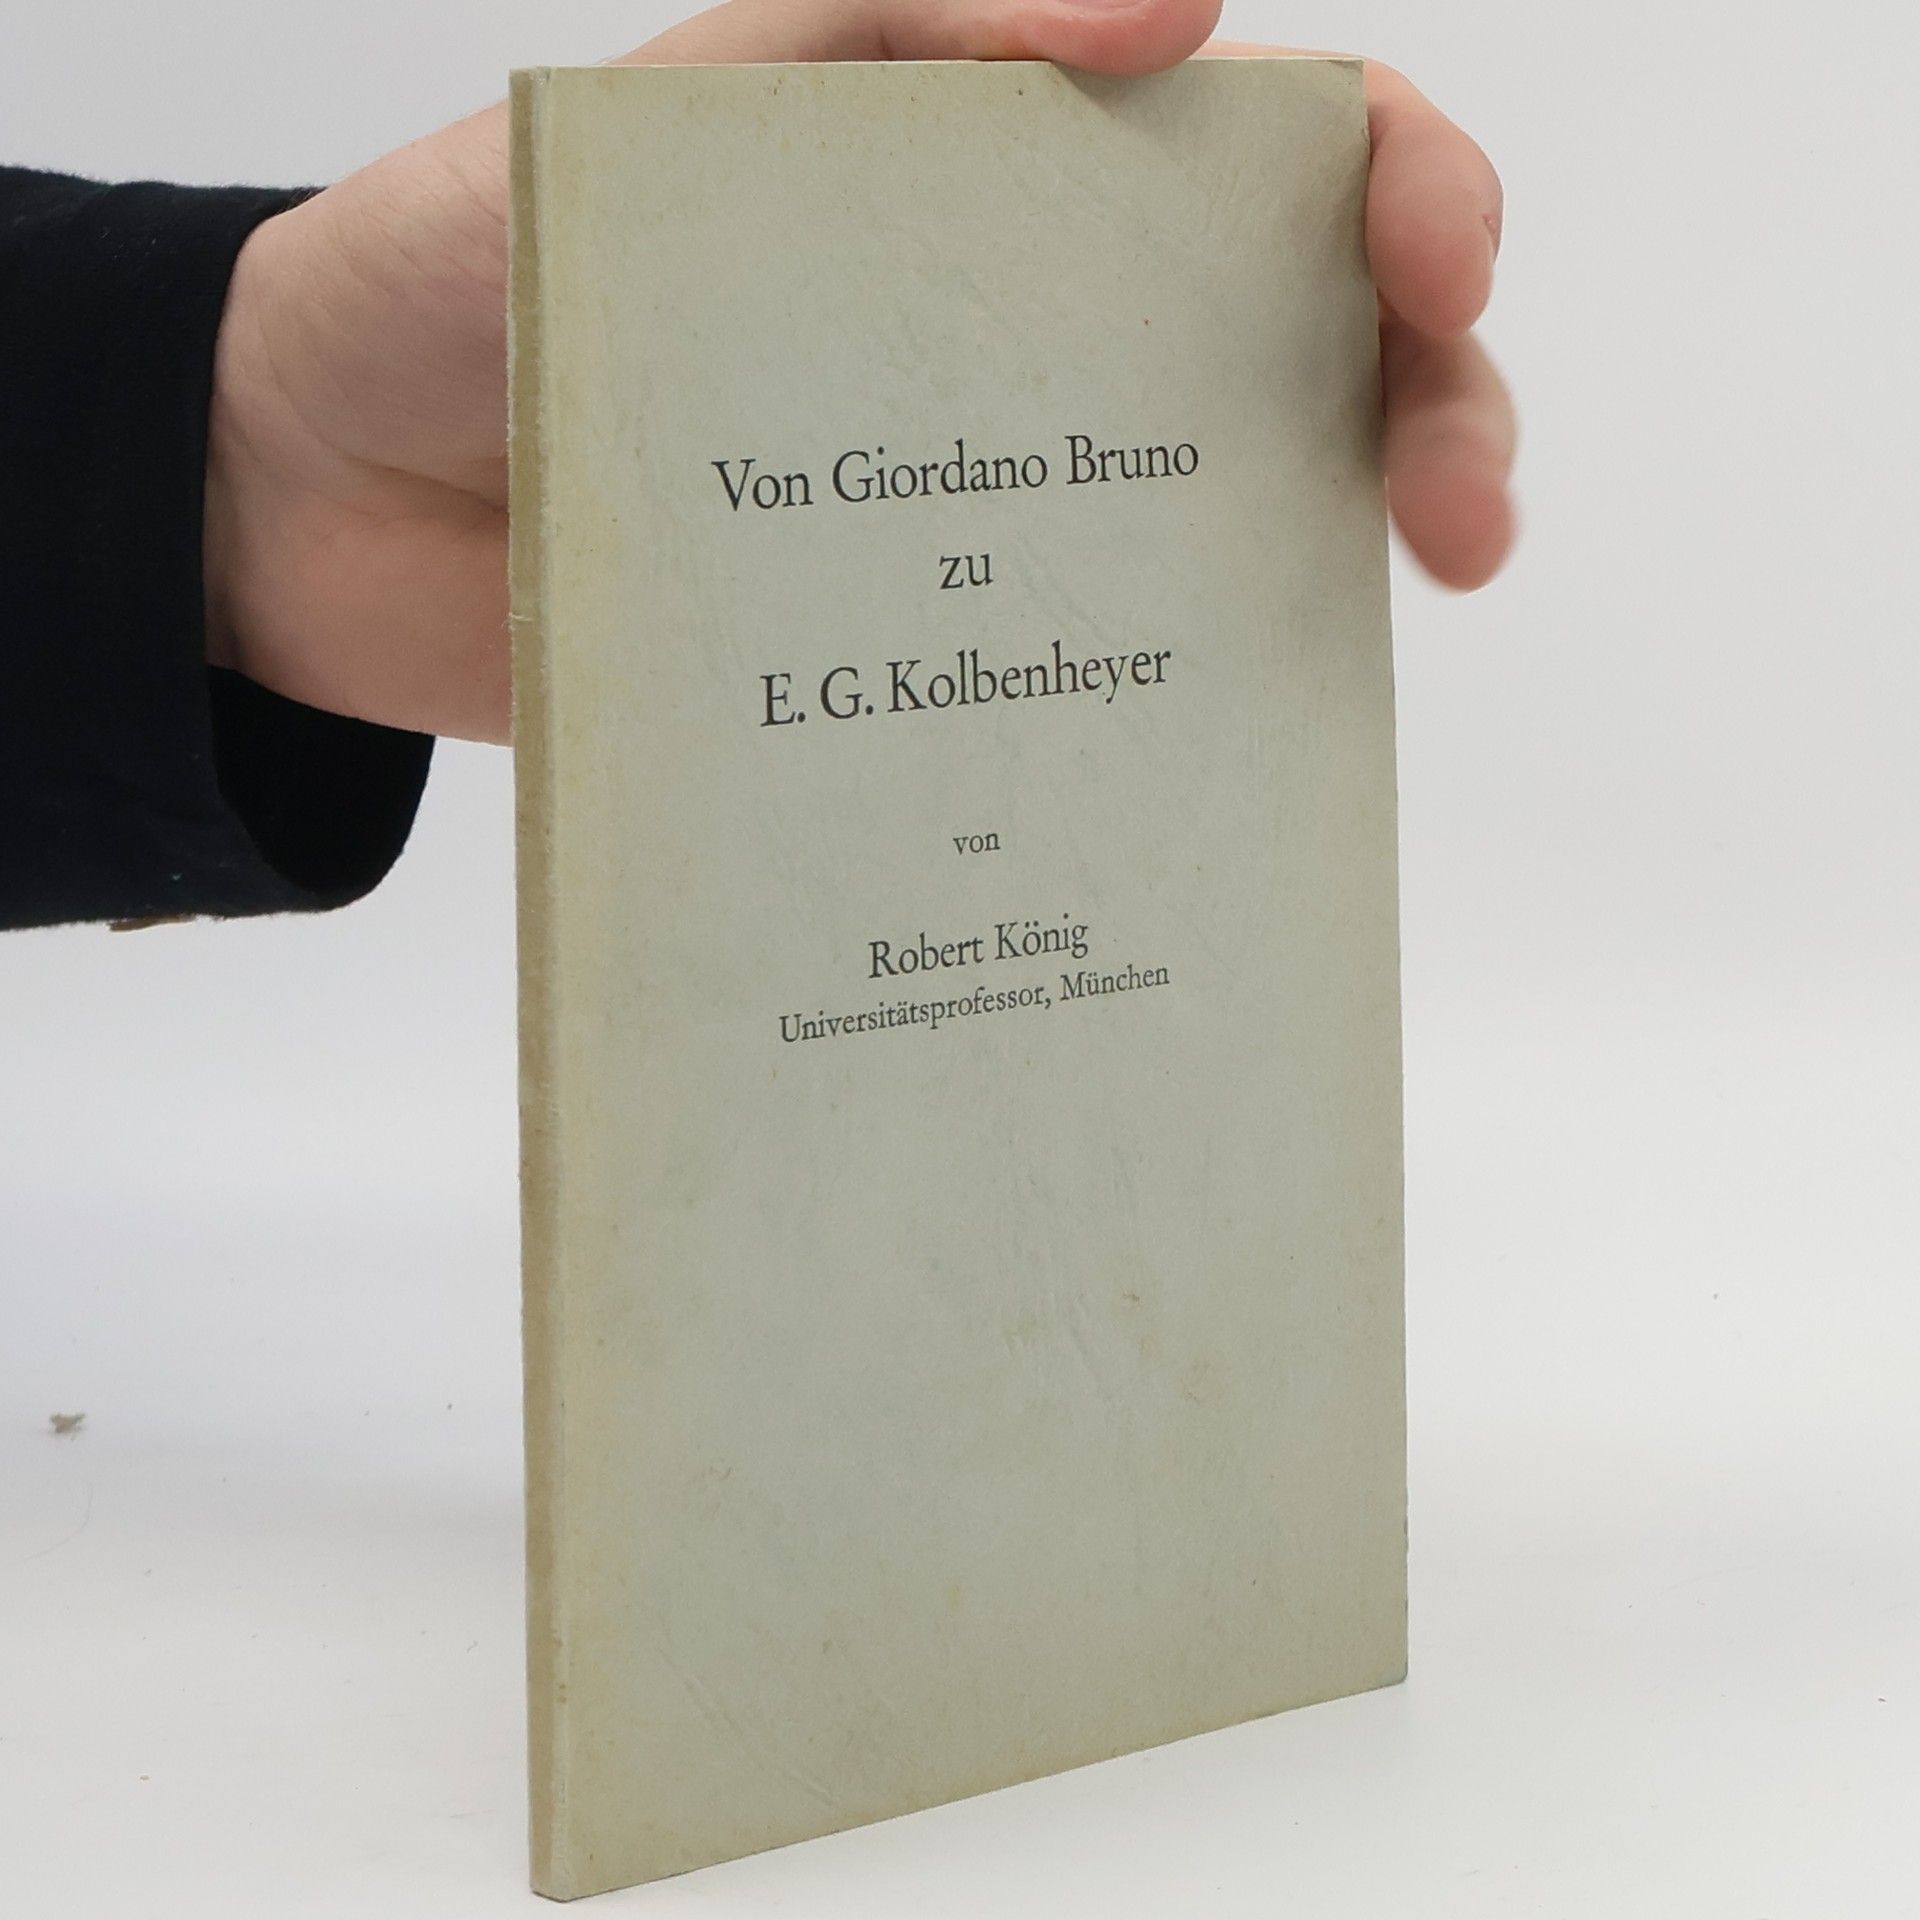 Von Giordano Bruno
zu
E. G. Kolbenheyer
von
Robert König
Universitätsprofessor, München